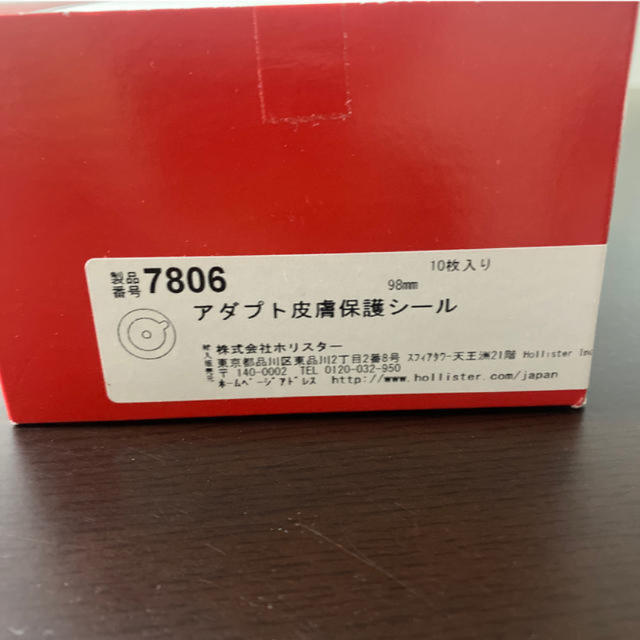 製品番号 7806 10枚入り
98mm
アダプト皮膚保護シール
株式会社ホリスター
東京都品川区東品川2丁目2番8号 スフィアタワー天王洲21階 Hollister Inc
〒140-0002 TEL 0120-032-950
ホームページアドレス http://www.hollister.com/japan